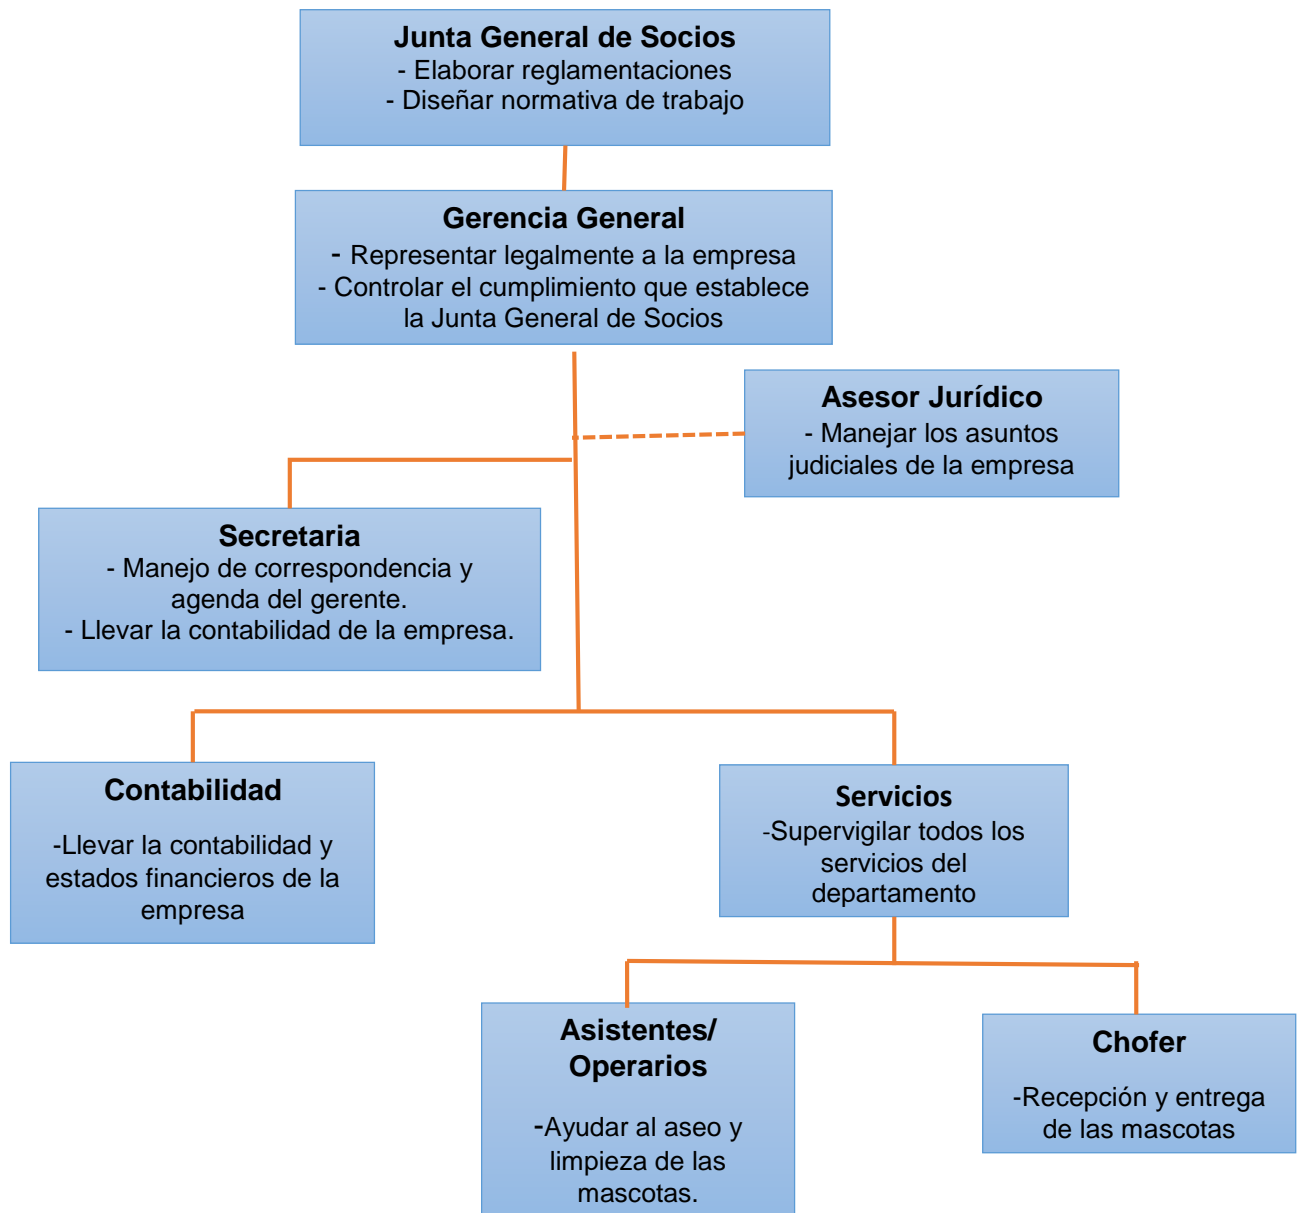 Junta General de Socios
- Elaborar reglamentaciones
- Diseñar normativa de trabajo
Gerencia General
- Representar legalmente a la empresa
- Controlar el cumplimiento que establece
la Junta General de Socios
Asesor Jurídico
- Manejar los asuntos
judiciales de la empresa
Secretaria
- Manejo de correspondencia y
agenda del gerente.
- Llevar la contabilidad de la empresa.
Contabilidad
-Llevar la contabilidad y
estados financieros de la
empresa
Servicios
-Supervigilar todos los
servicios del
departamento
Asistentes/
Operarios
-Ayudar al aseo y
limpieza de las
mascotas.
Chofer
-Recepción y entrega
de las mascotas